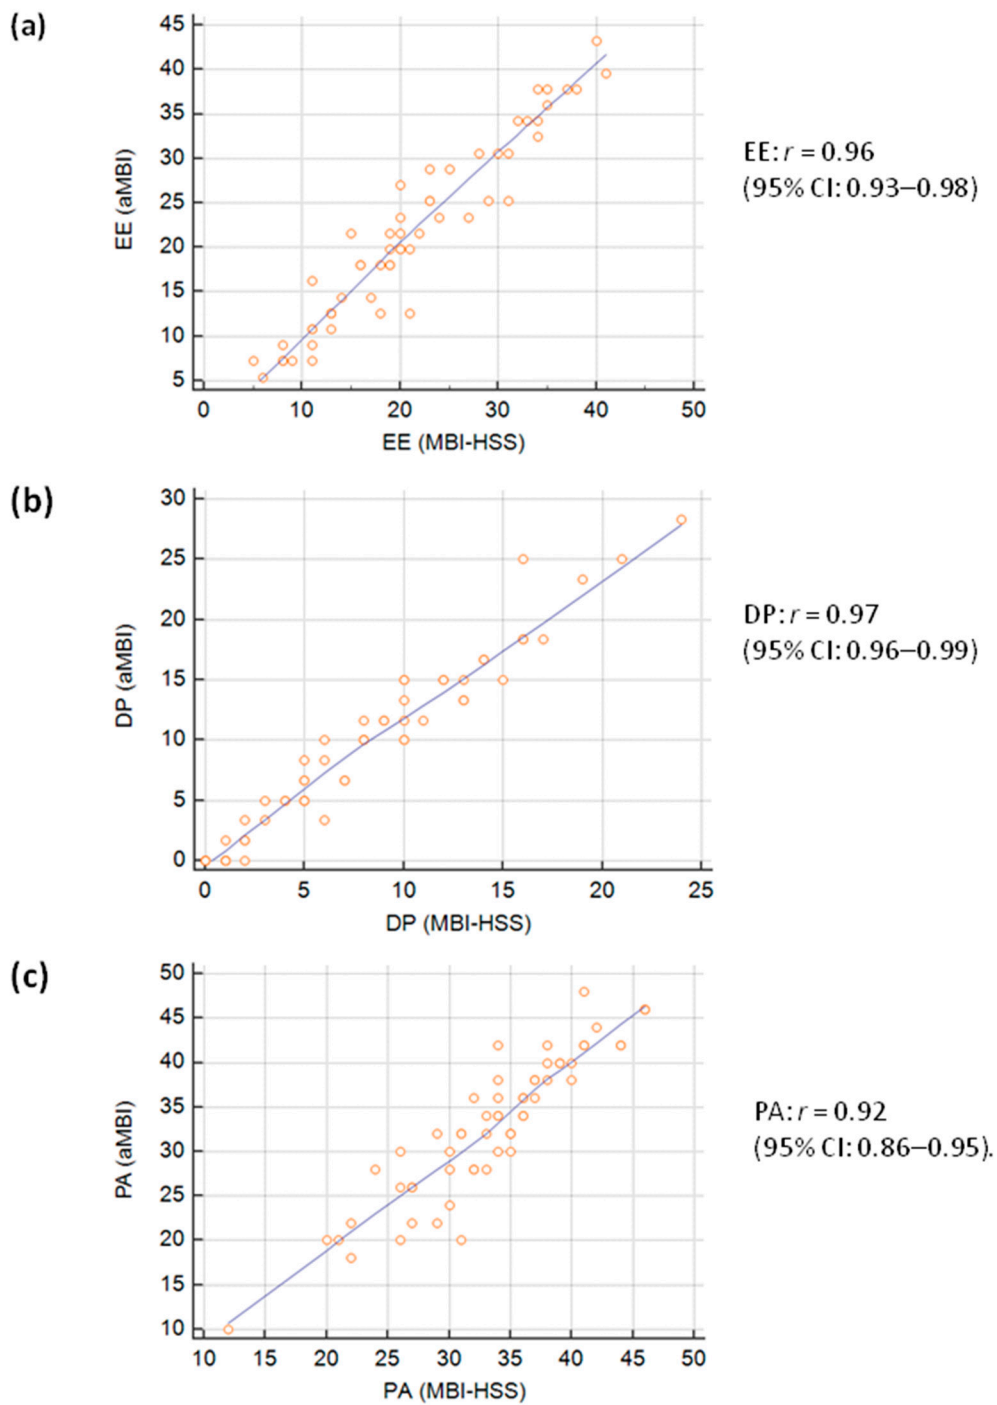 (a)
45
40
35
30
25
20
15
10
5
EE (aMBI)
0 10 20 30 40 50
EE (MBI-HSS)
EE: r = 0.96
(95% CI: 0.93–0.98)
(b)
30
25
20
15
10
5
0
DP (aMBI)
0 5 10 15 20 25
DP (MBI-HSS)
DP: r = 0.97
(95% CI: 0.96–0.99)
(c)
50
45
40
35
30
25
20
15
10
PA (aMBI)
10 15 20 25 30 35 40 45 50
PA (MBI-HSS)
PA: r = 0.92
(95% CI: 0.86–0.95).